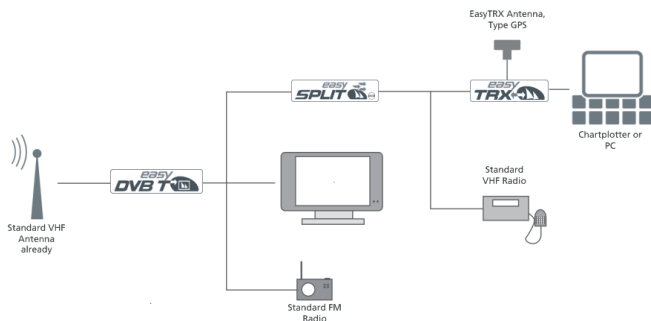 EasyTRX Antenna,
Type GPS
easy
SPLIT
easy
TRX
Chartplotter or
PC
easy
DVB T
Standard
VHF Radio
Standard VHF
Antenna
already
Standard FM
Radio